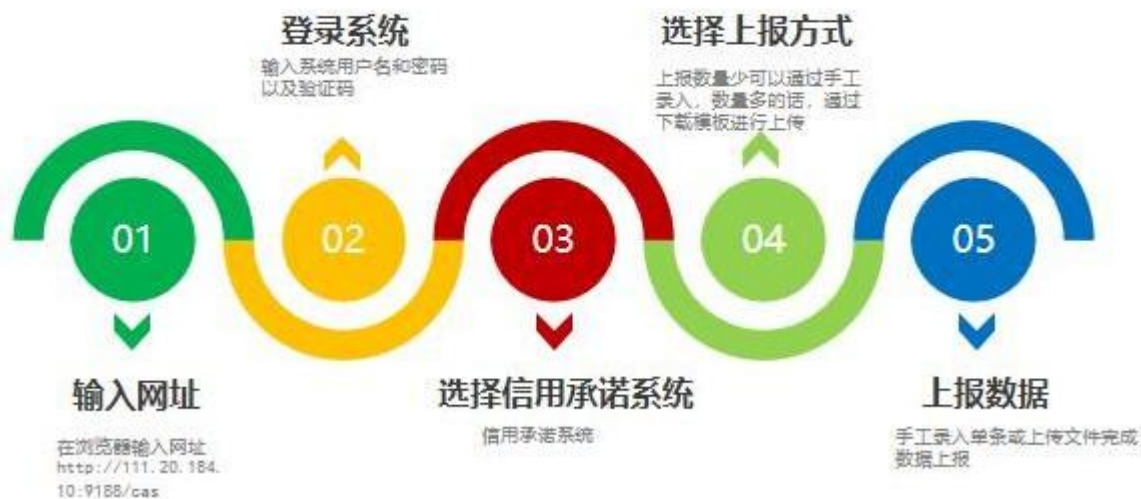 登录系统
输入系统用户名和密码
以及验证码
选择上报方式
上报数量少可以通过手工
录入，数量多的话，通过
下载模板进行上传
01
02
03
04
05
输入网址
在浏览器输入网址
http://111.20.184.
10:9188/cas
选择信用承诺系统
信用承诺系统
上报数据
手工录入单条或上传文件完成
数据上报